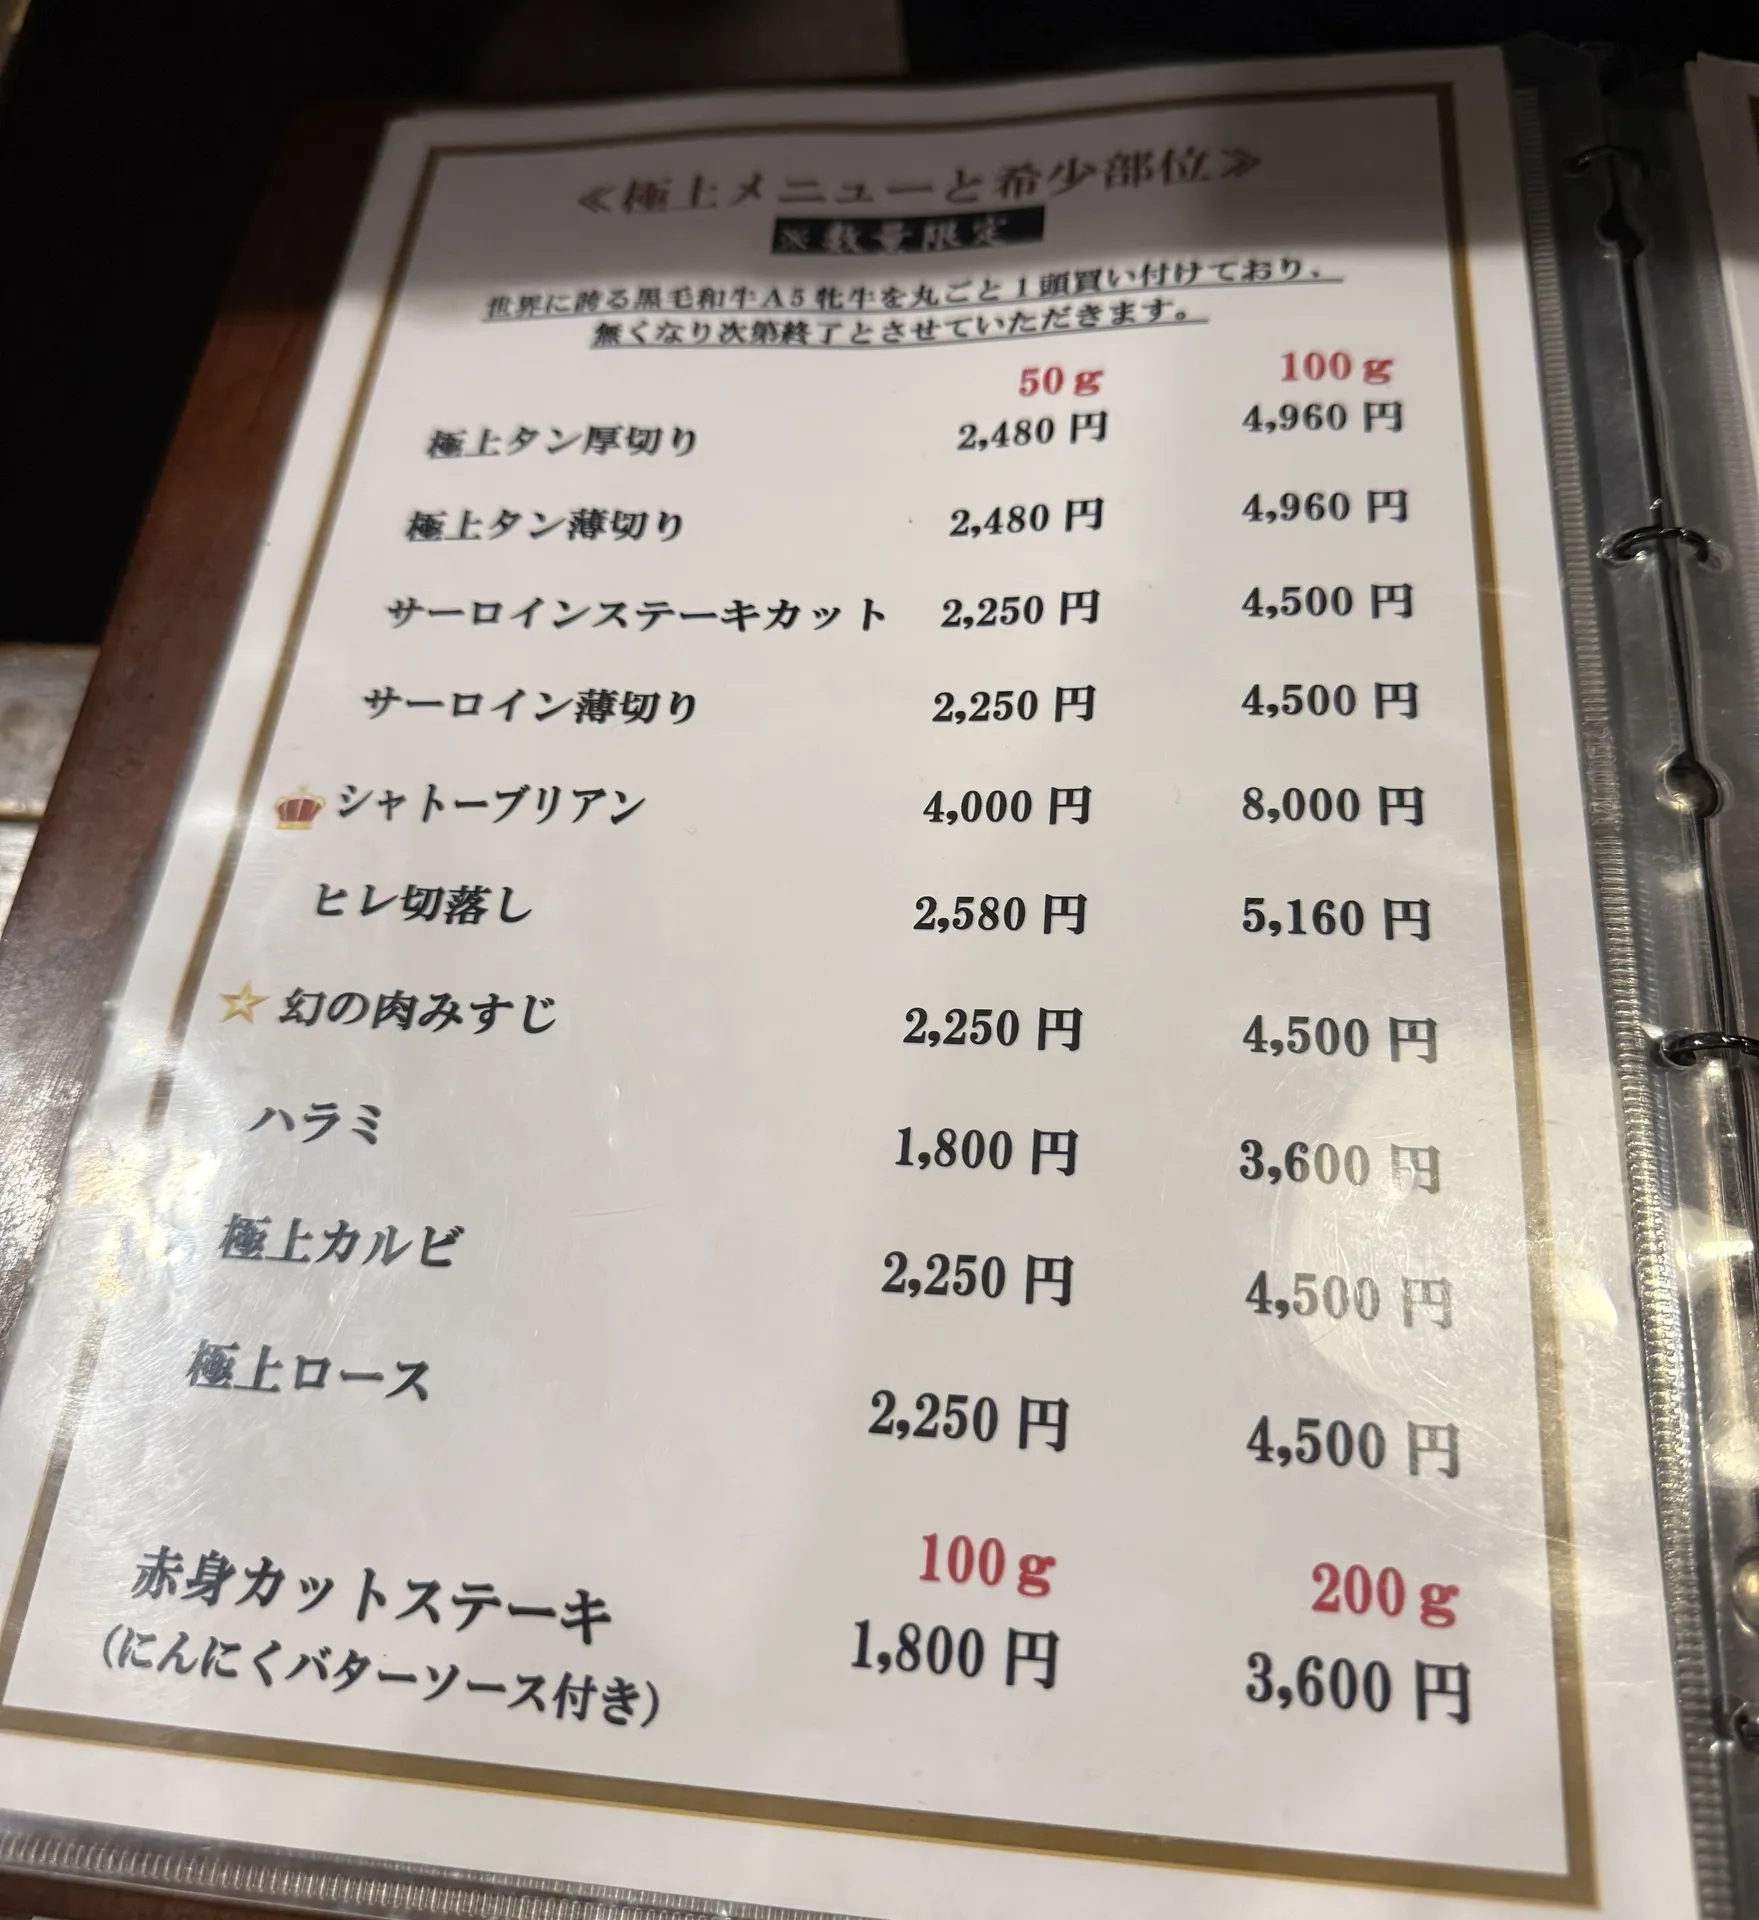 ≪極上メニューと希少部位≫
※数量限定
世界に誇る黒毛和牛A5牝牛を丸ごと1頭買い付けており、
無くなり次第終了とさせていただきます。
50g 100g
極上タン厚切り 2,480円 4,960円
極上タン薄切り 2,480円 4,960円
サーロインステーキカット 2,250円 4,500円
サーロイン薄切り 2,250円 4,500円
シャトーブリアン 4,000円 8,000円
ヒレ切落し 2,580円 5,160円
☆幻の肉みすじ 2,250円 4,500円
ハラミ 1,800円 3,600円
極上カルビ 2,250円 4,500円
極上ロース 2,250円 4,500円
100g 200g
赤身カットステーキ 1,800円 3,600円
(にんにくバターソース付き)